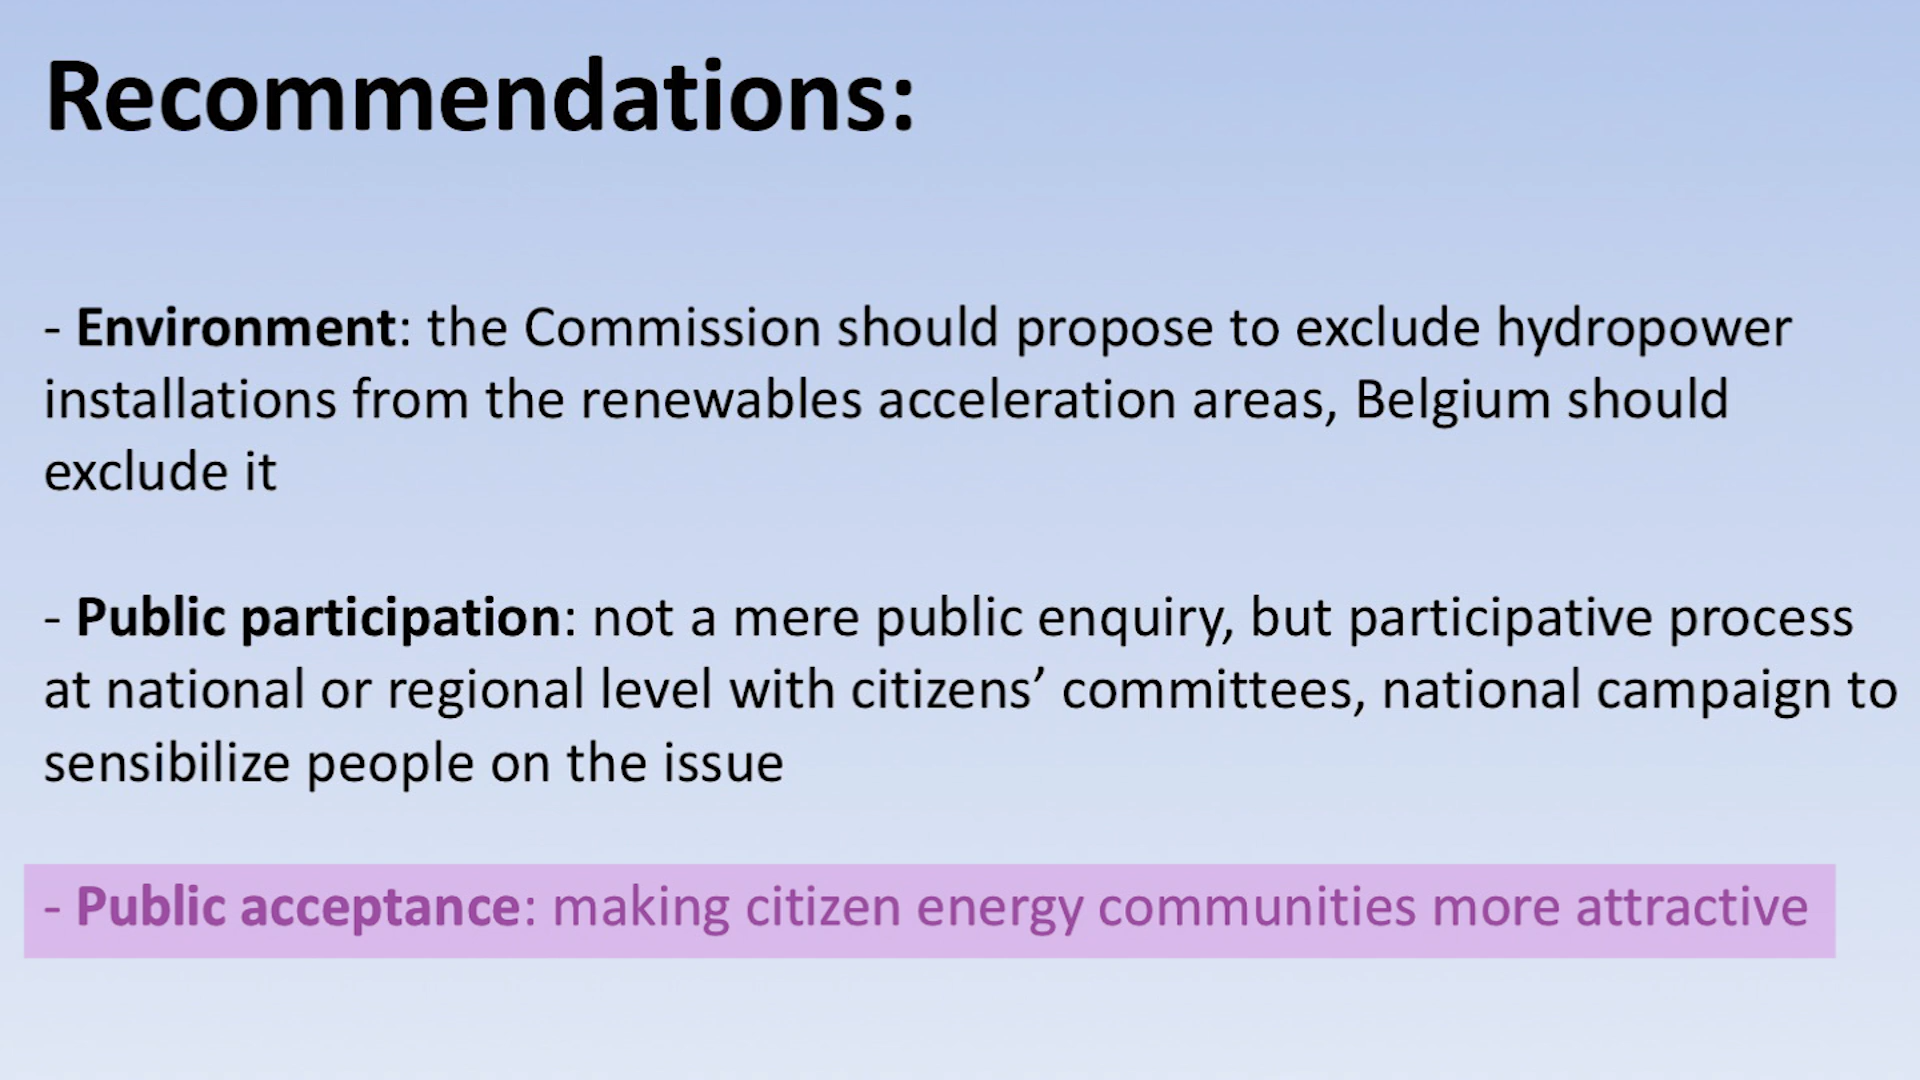 Recommendations:
- Environment: the Commission should propose to exclude hydropower
installations from the renewables acceleration areas, Belgium should
exclude it
- Public participation: not a mere public enquiry, but participative process
at national or regional level with citizens’ committees, national campaign to
sensibilize people on the issue
- Public acceptance: making citizen energy communities more attractive